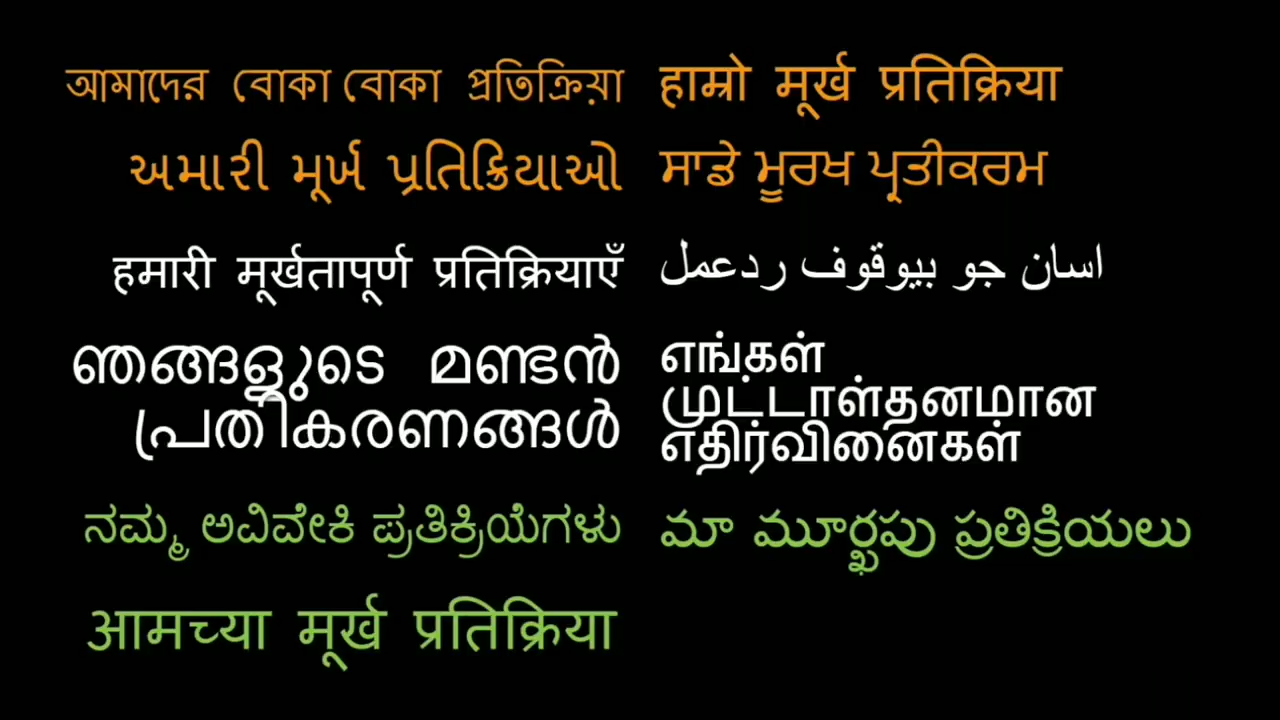 আমাদের বোকা বোকা প্রতিক্রিয়া
हाम्रो मूर्ख प्रतिक्रिया
અમારી મૂર્ખ પ્રતિક્રિયાઓ
ਸਾਡੇ ਮੂਰਖ ਪ੍ਰਤੀਕਰਮ
हमारी मूर्खतापूर्ण प्रतिक्रियाएँ
اسان جو بيوقوف ردعمل
ഞങ്ങളുടെ മണ്ടൻ
പ്രതികരണങ്ങൾ
எங்கள்
முட்டாள்தனமான
எதிர்வினைகள்
ನಮ್ಮ ಅವಿವೇಕಿ ಪ್ರತಿಕ್ರಿಯೆಗಳು
మా మూర్ఖపు ప్రతిక్రియలు
आमच्या मूर्ख प्रतिक्रिया